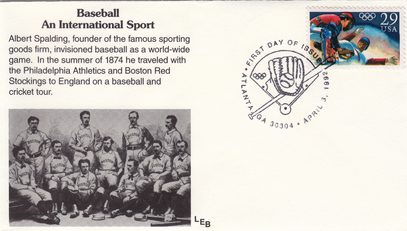 Baseball
An International Sport
Albert Spalding, founder of the famous sporting
goods firm, invisioned baseball as a world-wide
game. In the summer of 1874 he traveled with
the Philadelphia Athletics and Boston Red
Stockings to England on a baseball and
cricket tour.
29
USA
FIRST DAY OF ISSUE
ATLANTA, GA 30304 • APRIL 3, 1992
LEB